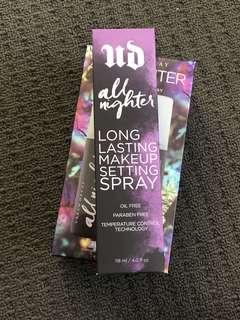 UD
all
nighter
LONG
LASTING
MAKEUP
SETTING
SPRAY
OIL FREE
PARABEN FREE
TEMPERATURE CONTROL
TECHNOLOGY
118 ml / 4.0 fl oz